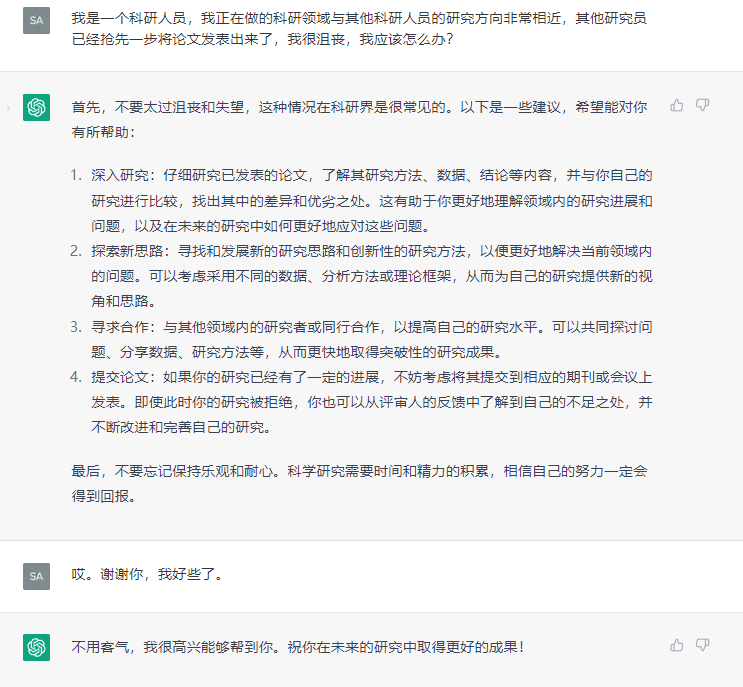 SA
我是一个科研人员，我正在做的科研领域与其他科研人员的研究方向非常相近，其他研究员
已经抢先一步将论文发表出来了，我很沮丧，我应该怎么办？
首先，不要太过沮丧和失望，这种情况在科研界是很常见的。以下是一些建议，希望能对你
有所帮助：
1. 深入研究：仔细研究已发表的论文，了解其研究方法、数据、结论等内容，并与你自己的
研究进行比较，找出其中的差异和优劣之处。这有助于你更好地理解领域内的研究进展和
问题，以及在未来的研究中如何更好地应对这些问题。
2. 探索新思路：寻找和发展新的研究思路和创新性的研究方法，以便更好地解决当前领域内
的问题。可以考虑采用不同的数据、分析方法或理论框架，从而为自己的研究提供新的视
角和思路。
3. 寻求合作：与其他领域内的研究者或同行合作，以提高自己的研究水平。可以共同探讨问
题、分享数据、研究方法等，从而更快地取得突破性的研究成果。
4. 提交论文：如果你的研究已经有了一定的进展，不妨考虑将其提交到相应的期刊或会议上
发表。即使此时你的研究被拒绝，你也可以从评审人的反馈中了解到自己的不足之处，并
不断改进和完善自己的研究。
最后，不要忘记保持乐观和耐心。科学研究需要时间和精力的积累，相信自己的努力一定会
得到回报。
SA
哎。谢谢你，我好些了。
不用客气，我很高兴能够帮到你。祝你在未来的研究中取得更好的成果！